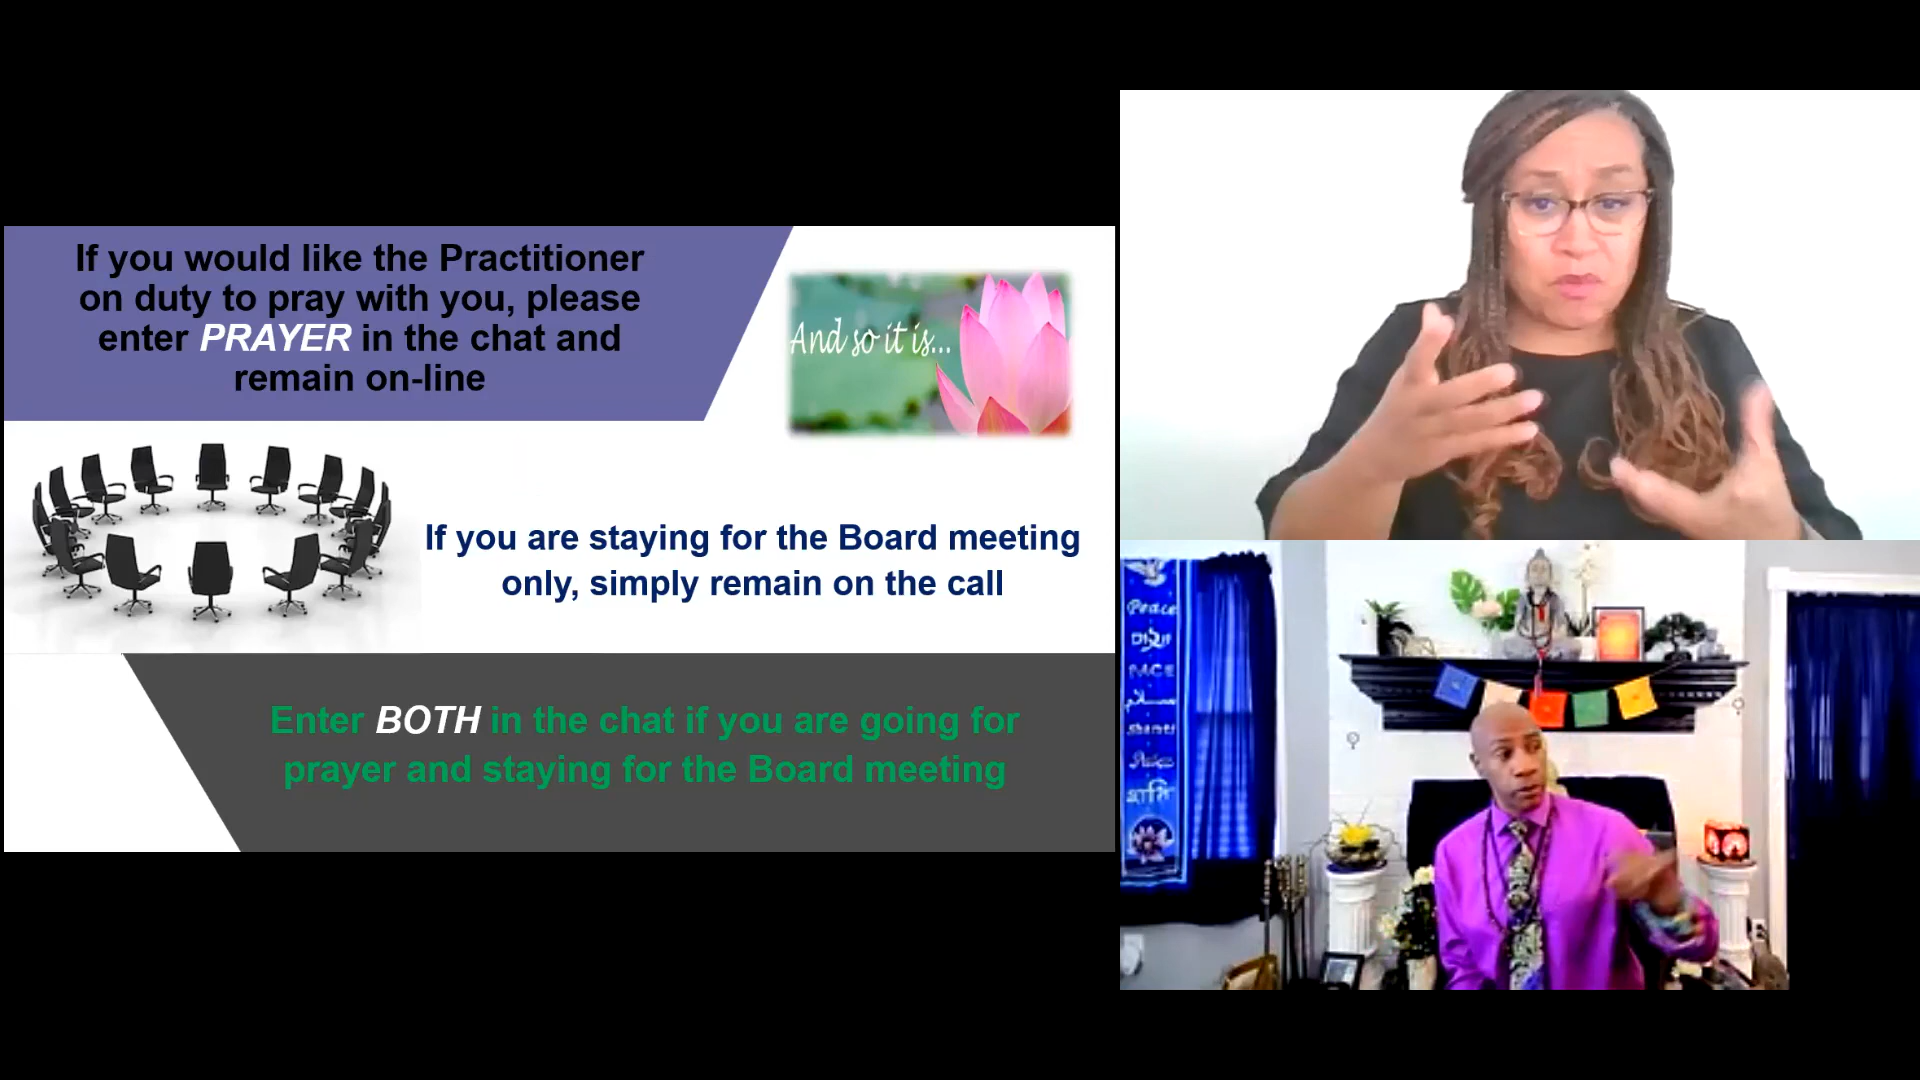 If you would like the Practitioner
on duty to pray with you, please
enter PRAYER in the chat and
remain on-line
And so it is...
If you are staying for the Board meeting
only, simply remain on the call
Enter BOTH in the chat if you are going for
prayer and staying for the Board meeting
Peace
PACE
Shanti